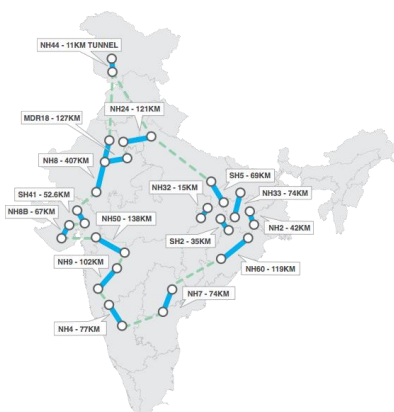 NH44 - 11KM TUNNEL
NH24 - 121KM
MDR18 - 127KM
NH8 - 407KM
SH5 - 69KM
NH32 - 15KM
NH33 - 74KM
SH41 - 52.6KM
NH8B - 67KM
NH50 - 138KM
NH2 - 42KM
SH2 - 35KM
NH9 - 102KM
NH60 - 119KM
NH7 - 74KM
NH4 - 77KM